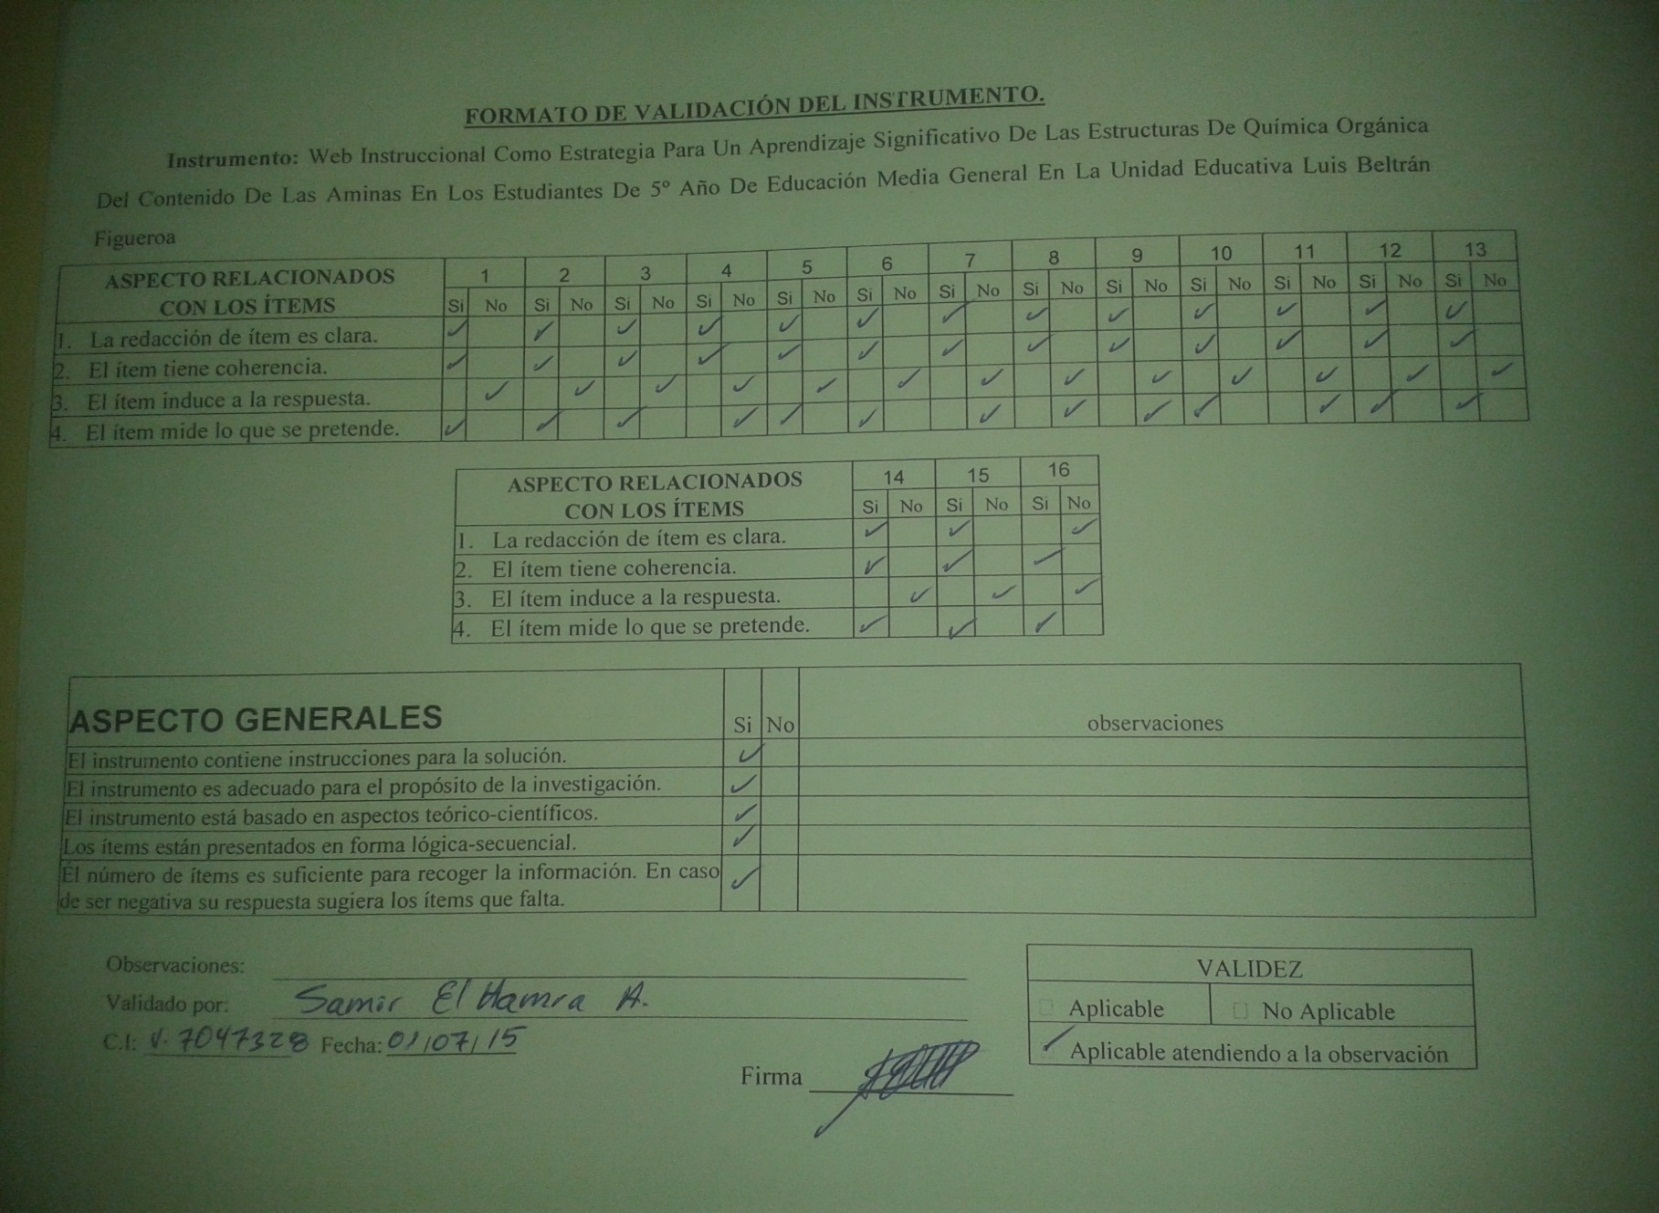 FORMATO DE VALIDACIÓN DEL INSTRUMENTO.
Instrumento: Web Instruccional Como Estrategia Para Un Aprendizaje Significativo De Las Estructuras De Química Orgánica
Del Contenido De Las Aminas En Los Estudiantes De 5º Año De Educación Media General En La Unidad Educativa Luis Beltrán
Figueroa
ASPECTO RELACIONADOS CON LOS ÍTEMS 1 2 3 4 5 6 7 8 9 10 11 12 13
Si No Si No Si No Si No Si No Si No Si No Si No Si No Si No Si No Si No Si No
1. La redacción de ítem es clara. ✓ ✓ ✓ ✓ ✓ ✓ ✓ ✓ ✓ ✓ ✓ ✓ ✓
2. El ítem tiene coherencia. ✓ ✓ ✓ ✓ ✓ ✓ ✓ ✓ ✓ ✓ ✓ ✓ ✓
3. El ítem induce a la respuesta. ✓ ✓ ✓ ✓ ✓ ✓ ✓ ✓ ✓ ✓ ✓ ✓ ✓
4. El ítem mide lo que se pretende. ✓ ✓ ✓ ✓ ✓ ✓ ✓ ✓ ✓ ✓ ✓ ✓ ✓
ASPECTO RELACIONADOS CON LOS ÍTEMS 14 15 16
Si No Si No Si No
1. La redacción de ítem es clara. ✓ ✓ ✓
2. El ítem tiene coherencia. ✓ ✓ ✓
3. El ítem induce a la respuesta. ✓ ✓ ✓
4. El ítem mide lo que se pretende. ✓ ✓ ✓
ASPECTO GENERALES Si No observaciones
El instrumento contiene instrucciones para la solución. ✓
El instrumento es adecuado para el propósito de la investigación. ✓
El instrumento está basado en aspectos teórico-científicos. ✓
Los ítems están presentados en forma lógica-secuencial. ✓
El número de ítems es suficiente para recoger la información. En caso
de ser negativa su respuesta sugiera los ítems que falta. ✓
Observaciones:
Validado por: Samir El Hamra A.
C.I: V. 7047328 Fecha: 01/07/15
Firma
VALIDEZ
Aplicable No Aplicable
✓ Aplicable atendiendo a la observación